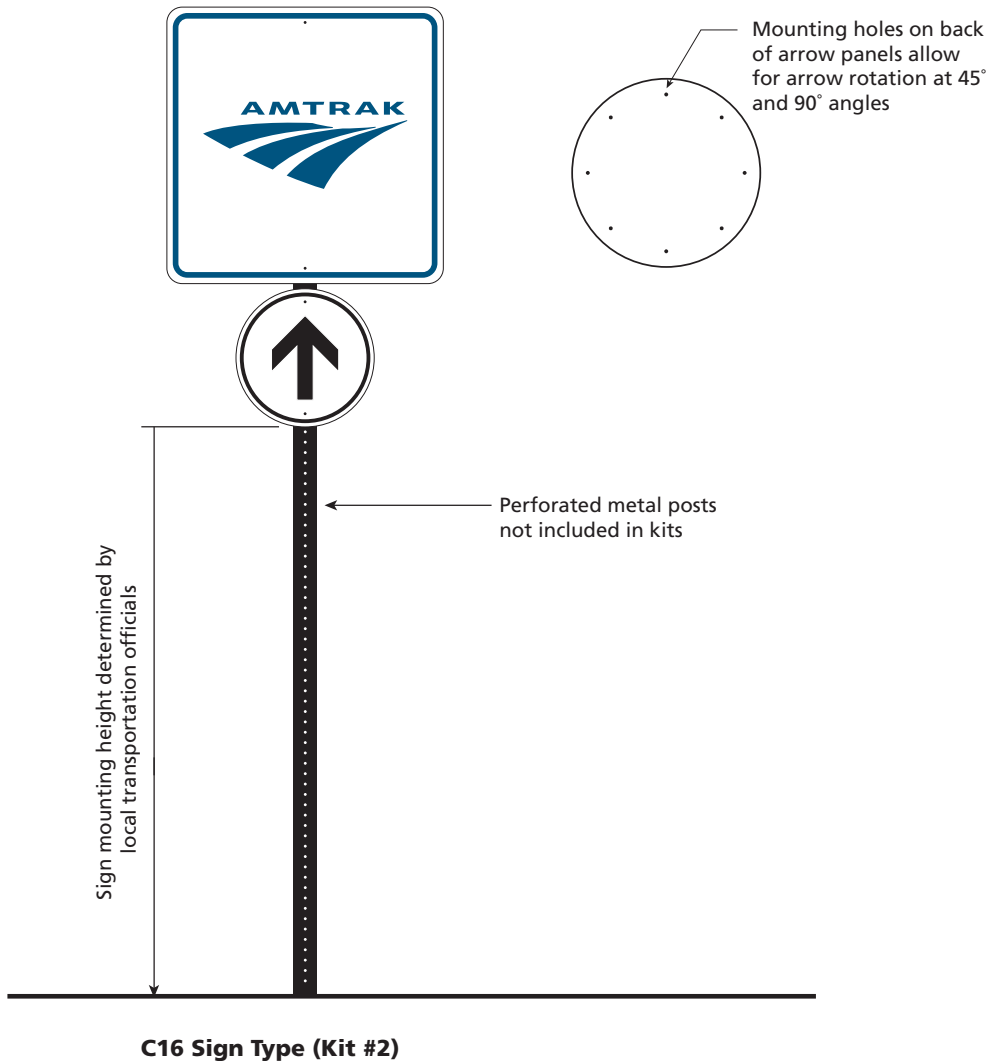 AMTRAK
Mounting holes on back
of arrow panels allow
for arrow rotation at 45°
and 90° angles
Perforated metal posts
not included in kits
Sign mounting height determined by
local transportation officials
C16 Sign Type (Kit #2)